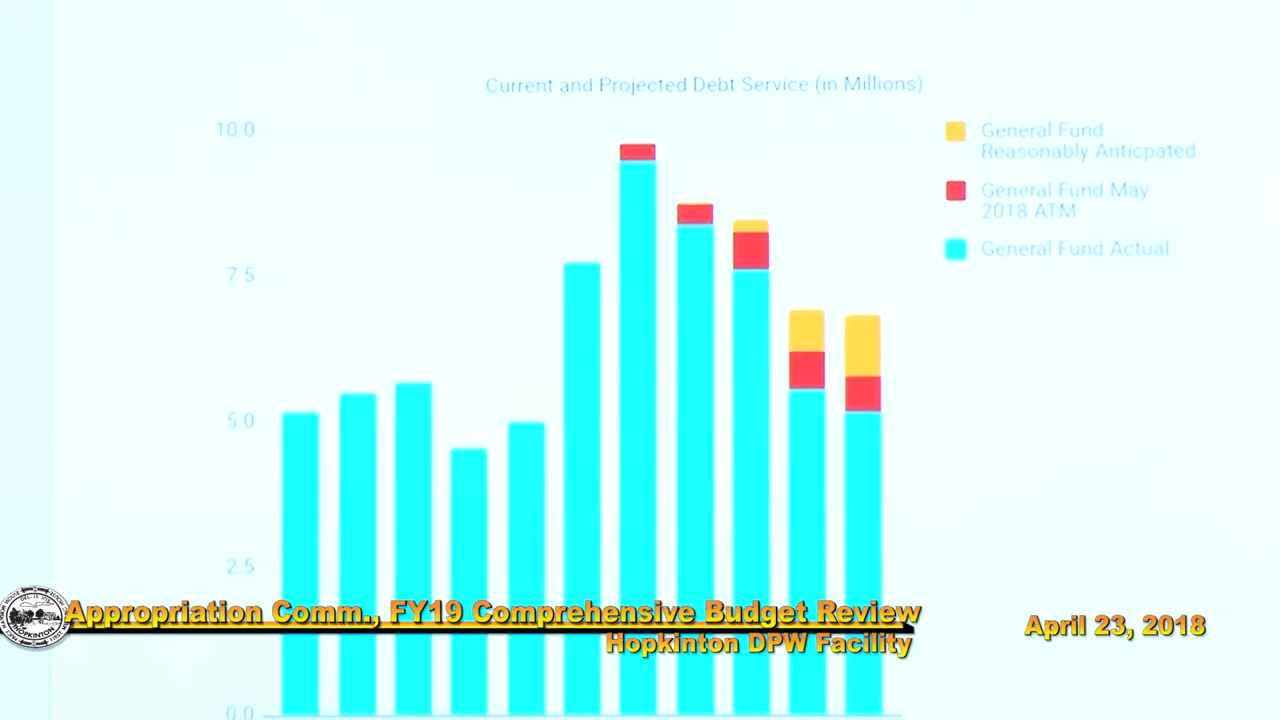 Current and Projected Debt Service (in Millions)
10.0
7.5
5.0
2.5
0.0
General Fund
Reasonably Anticpated
General Fund May
2018 ATM
General Fund Actual
HOPKINTON
Appropriation Comm., FY19 Comprehensive Budget Review
Hopkinton DPW Facility
April 23, 2018